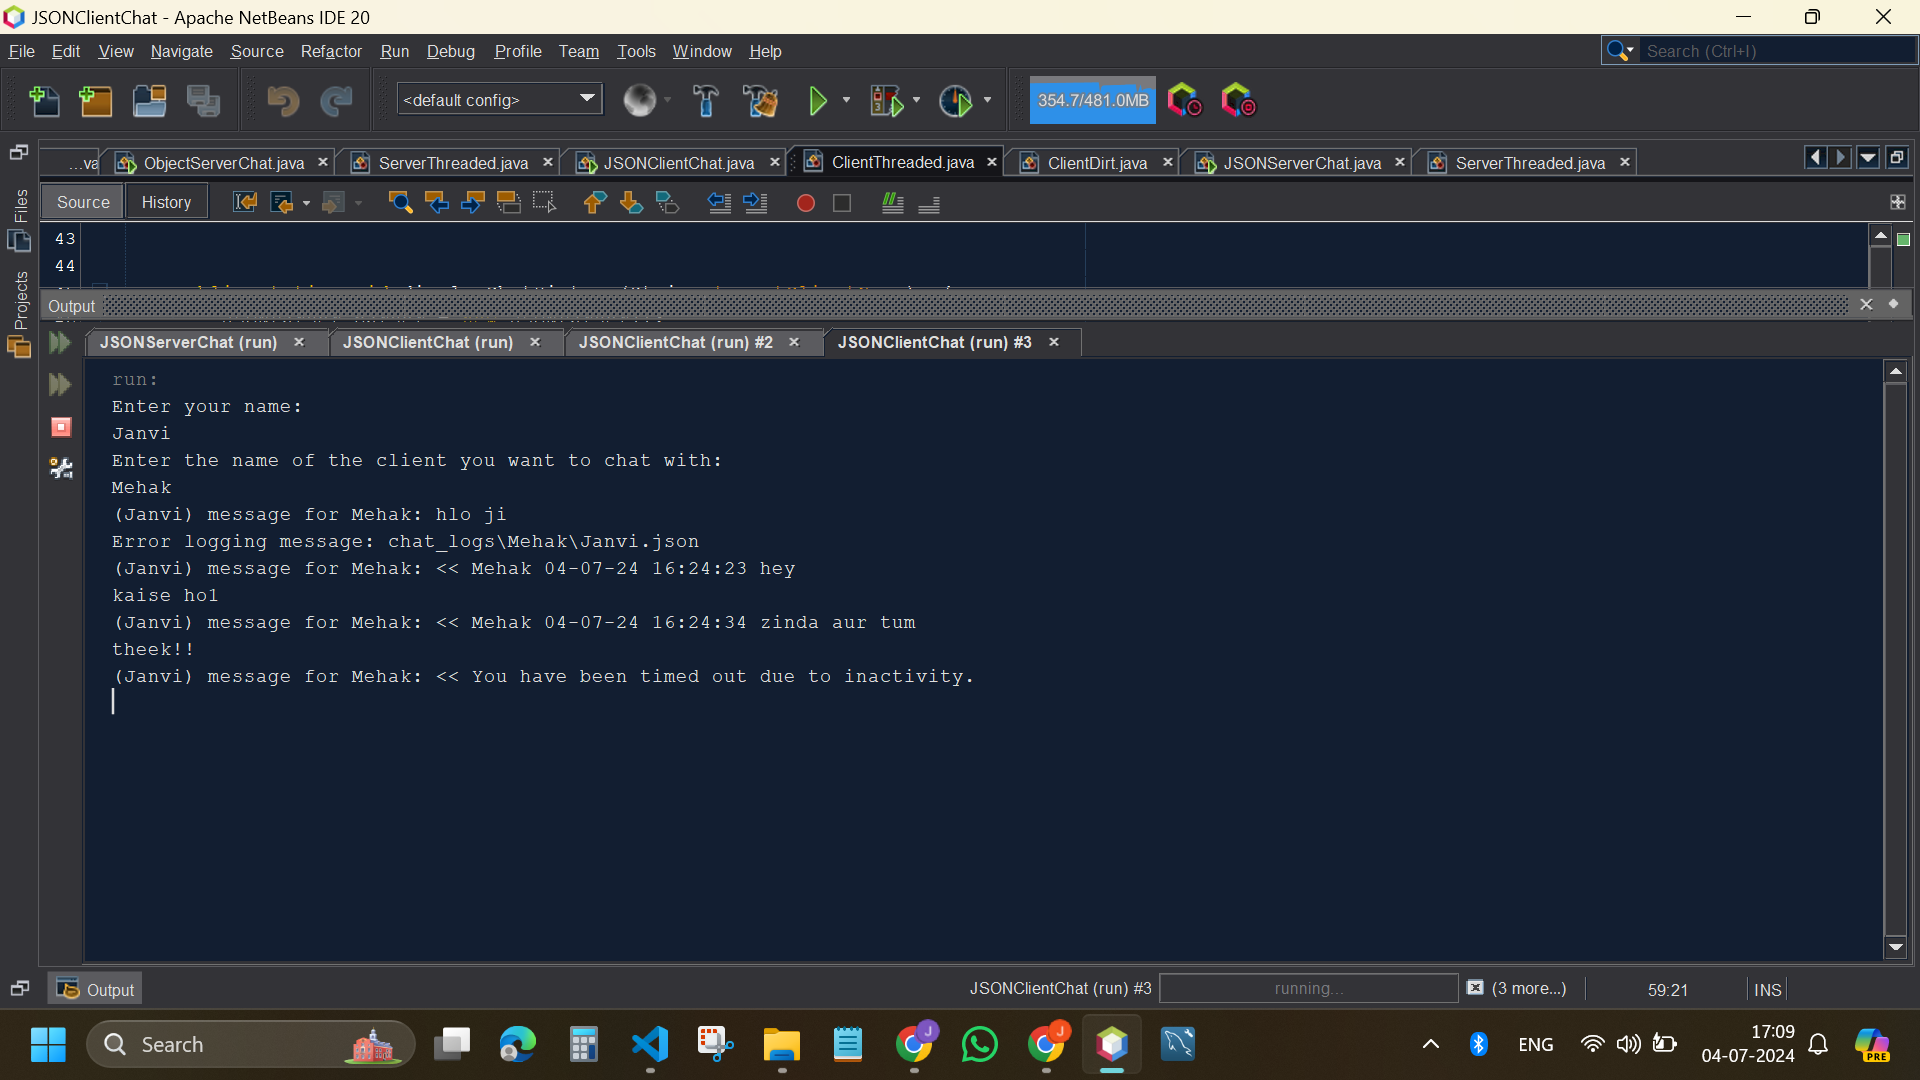 JSONClientChat - Apache NetBeans IDE 20
File Edit View Navigate Source Refactor Run Debug Profile Team Tools Window Help
Search (Ctrl+I)
<default config>
354.7/481.0MB
...va ObjectServerChat.java ServerThreaded.java JSONClientChat.java ClientThreaded.java ClientDirt.java JSONServerChat.java ServerThreaded.java
Source History
Files
Projects
43
44
Output
JSONServerChat (run) JSONClientChat (run) JSONClientChat (run) #2 JSONClientChat (run) #3
run:
Enter your name:
Janvi
Enter the name of the client you want to chat with:
Mehak
(Janvi) message for Mehak: hlo ji
Error logging message: chat_logs\Mehak\Janvi.json
(Janvi) message for Mehak: << Mehak 04-07-24 16:24:23 hey
kaise ho1
(Janvi) message for Mehak: << Mehak 04-07-24 16:24:34 zinda aur tum
theek!!
(Janvi) message for Mehak: << You have been timed out due to inactivity.
Output
JSONClientChat (run) #3 running... (3 more...) 59:21 INS
Search
J
J
ENG
17:09
04-07-2024
PRE